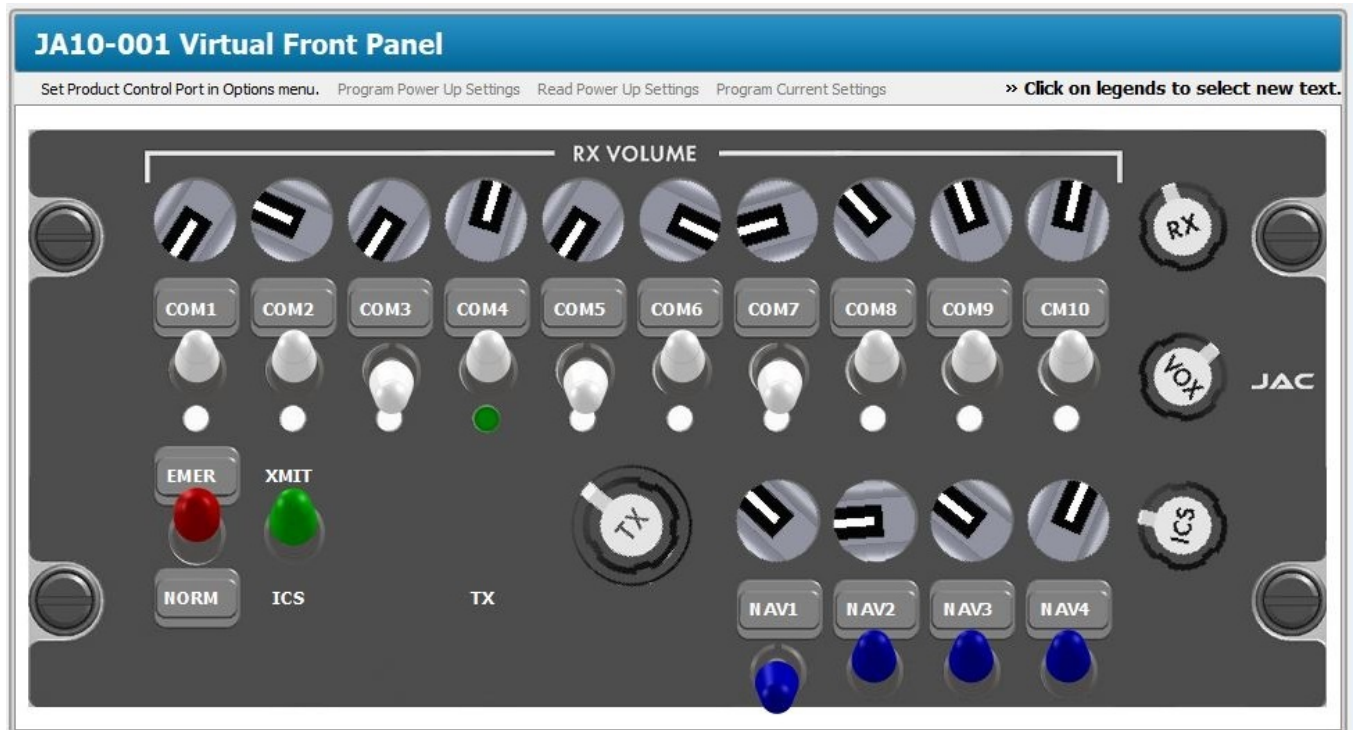 JA10-001 Virtual Front Panel
Set Product Control Port in Options menu. Program Power Up Settings Read Power Up Settings Program Current Settings » Click on legends to select new text.
RX VOLUME
RX
COM1 COM2 COM3 COM4 COM5 COM6 COM7 COM8 COM9 CM10
VOX JAC
EMER XMIT
TX ICS
NORM ICS TX NAV1 NAV2 NAV3 NAV4